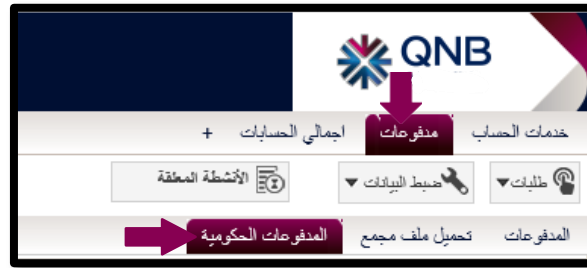 QNB
خدمات الحساب مدفوعات اجمالي الحسابات +
طلبات ضبط البيانات الأنشطة المعلقة
المدفوعات تحميل ملف مجمع المدفوعات الحكومية